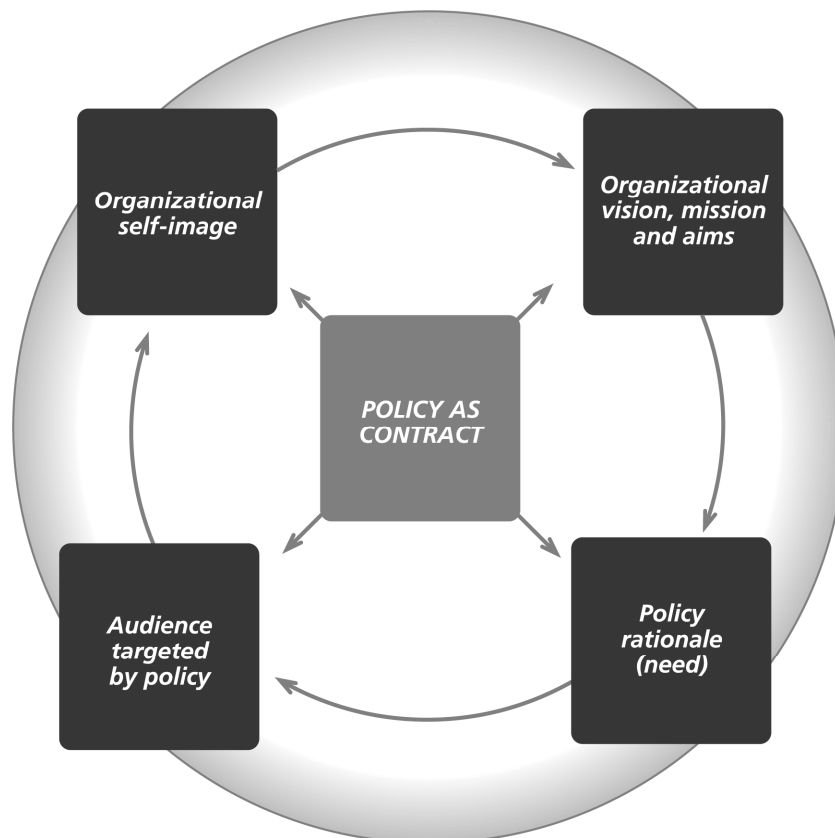 Organizational
self-image
Organizational
vision, mission
and aims
POLICY AS
CONTRACT
Audience
targeted
by policy
Policy
rationale
(need)